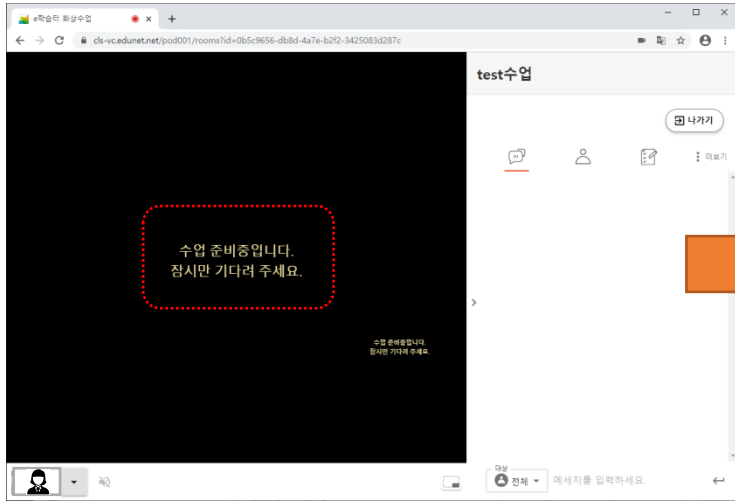 e학습터 화상수업
cls-vc.edunet.net/pod001/rooms?id=0b5c9656-db8d-4a7e-b2f2-3425083d287c
test수업
나가기
더보기
수업 준비중입니다.
잠시만 기다려 주세요.
수업 준비중입니다.
잠시만 기다려 주세요.
대상
전체
메세지를 입력하세요.